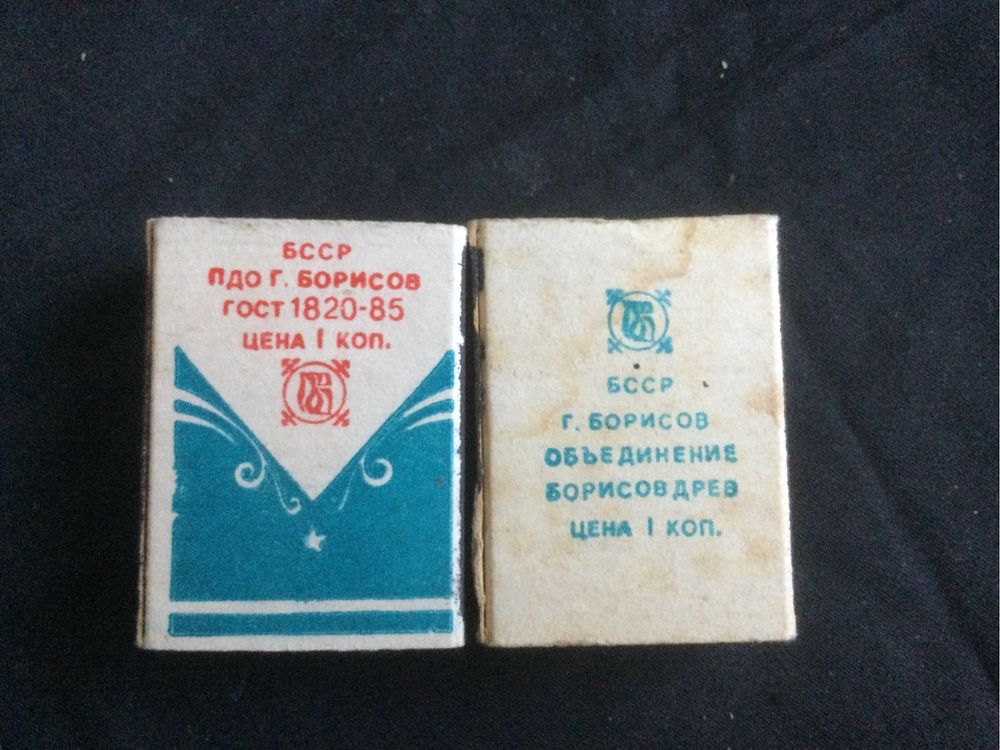 БССР
ПДО Г. БОРИСОВ
ГОСТ 1820-85
ЦЕНА 1 КОП.
БССР
Г. БОРИСОВ
ОБЪЕДИНЕНИЕ
БОРИСОВДРЕВ
ЦЕНА 1 КОП.